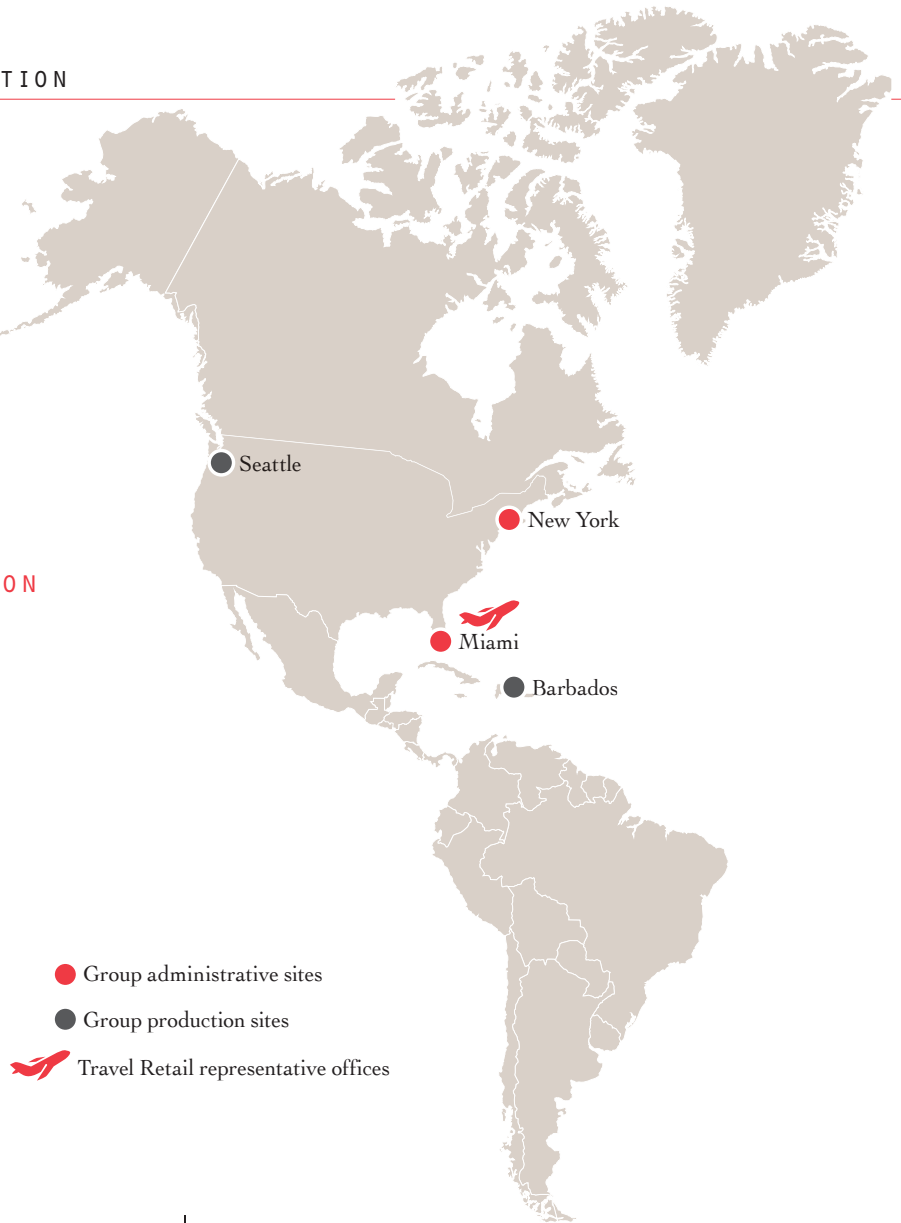 TION
Seattle
New York
ON
Miami
Barbados
Group administrative sites
Group production sites
Travel Retail representative offices